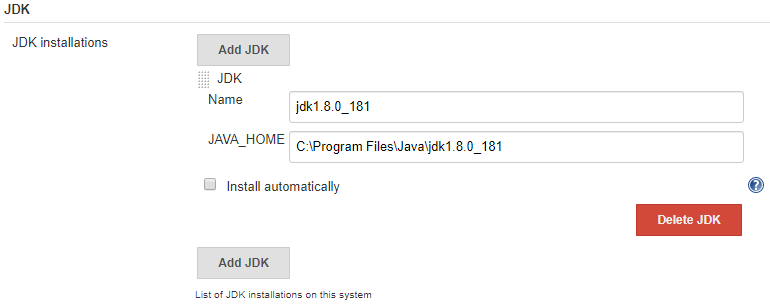 JDK
JDK installations
Add JDK
JDK
Name
jdk1.8.0_181
JAVA_HOME
C:\Program Files\Java\jdk1.8.0_181
Install automatically
?
Delete JDK
Add JDK
List of JDK installations on this system